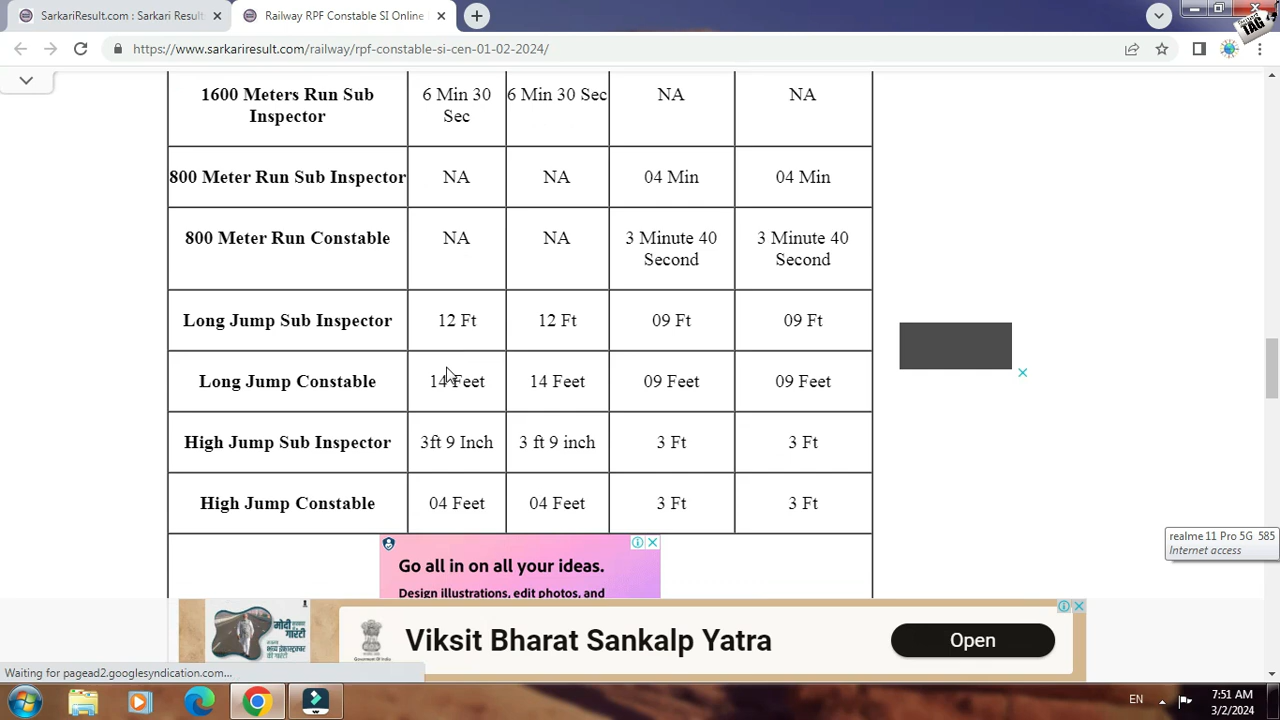 SarkariResult.com : Sarkari Result
Railway RPF Constable SI Online
TAG
https://www.sarkariresult.com/railway/rpf-constable-si-cen-01-02-2024/
1600 Meters Run Sub Inspector 6 Min 30 Sec 6 Min 30 Sec NA NA
800 Meter Run Sub Inspector NA NA 04 Min 04 Min
800 Meter Run Constable NA NA 3 Minute 40 Second 3 Minute 40 Second
Long Jump Sub Inspector 12 Ft 12 Ft 09 Ft 09 Ft
Long Jump Constable 14 Feet 14 Feet 09 Feet 09 Feet
High Jump Sub Inspector 3ft 9 Inch 3 ft 9 inch 3 Ft 3 Ft
High Jump Constable 04 Feet 04 Feet 3 Ft 3 Ft
realme 11 Pro 5G 585
Internet access
Go all in on all your ideas.
Design illustrations, edit photos, and
Viksit Bharat Sankalp Yatra
Open
Waiting for pagead2.googlesyndication.com...
EN
7:51 AM
3/2/2024